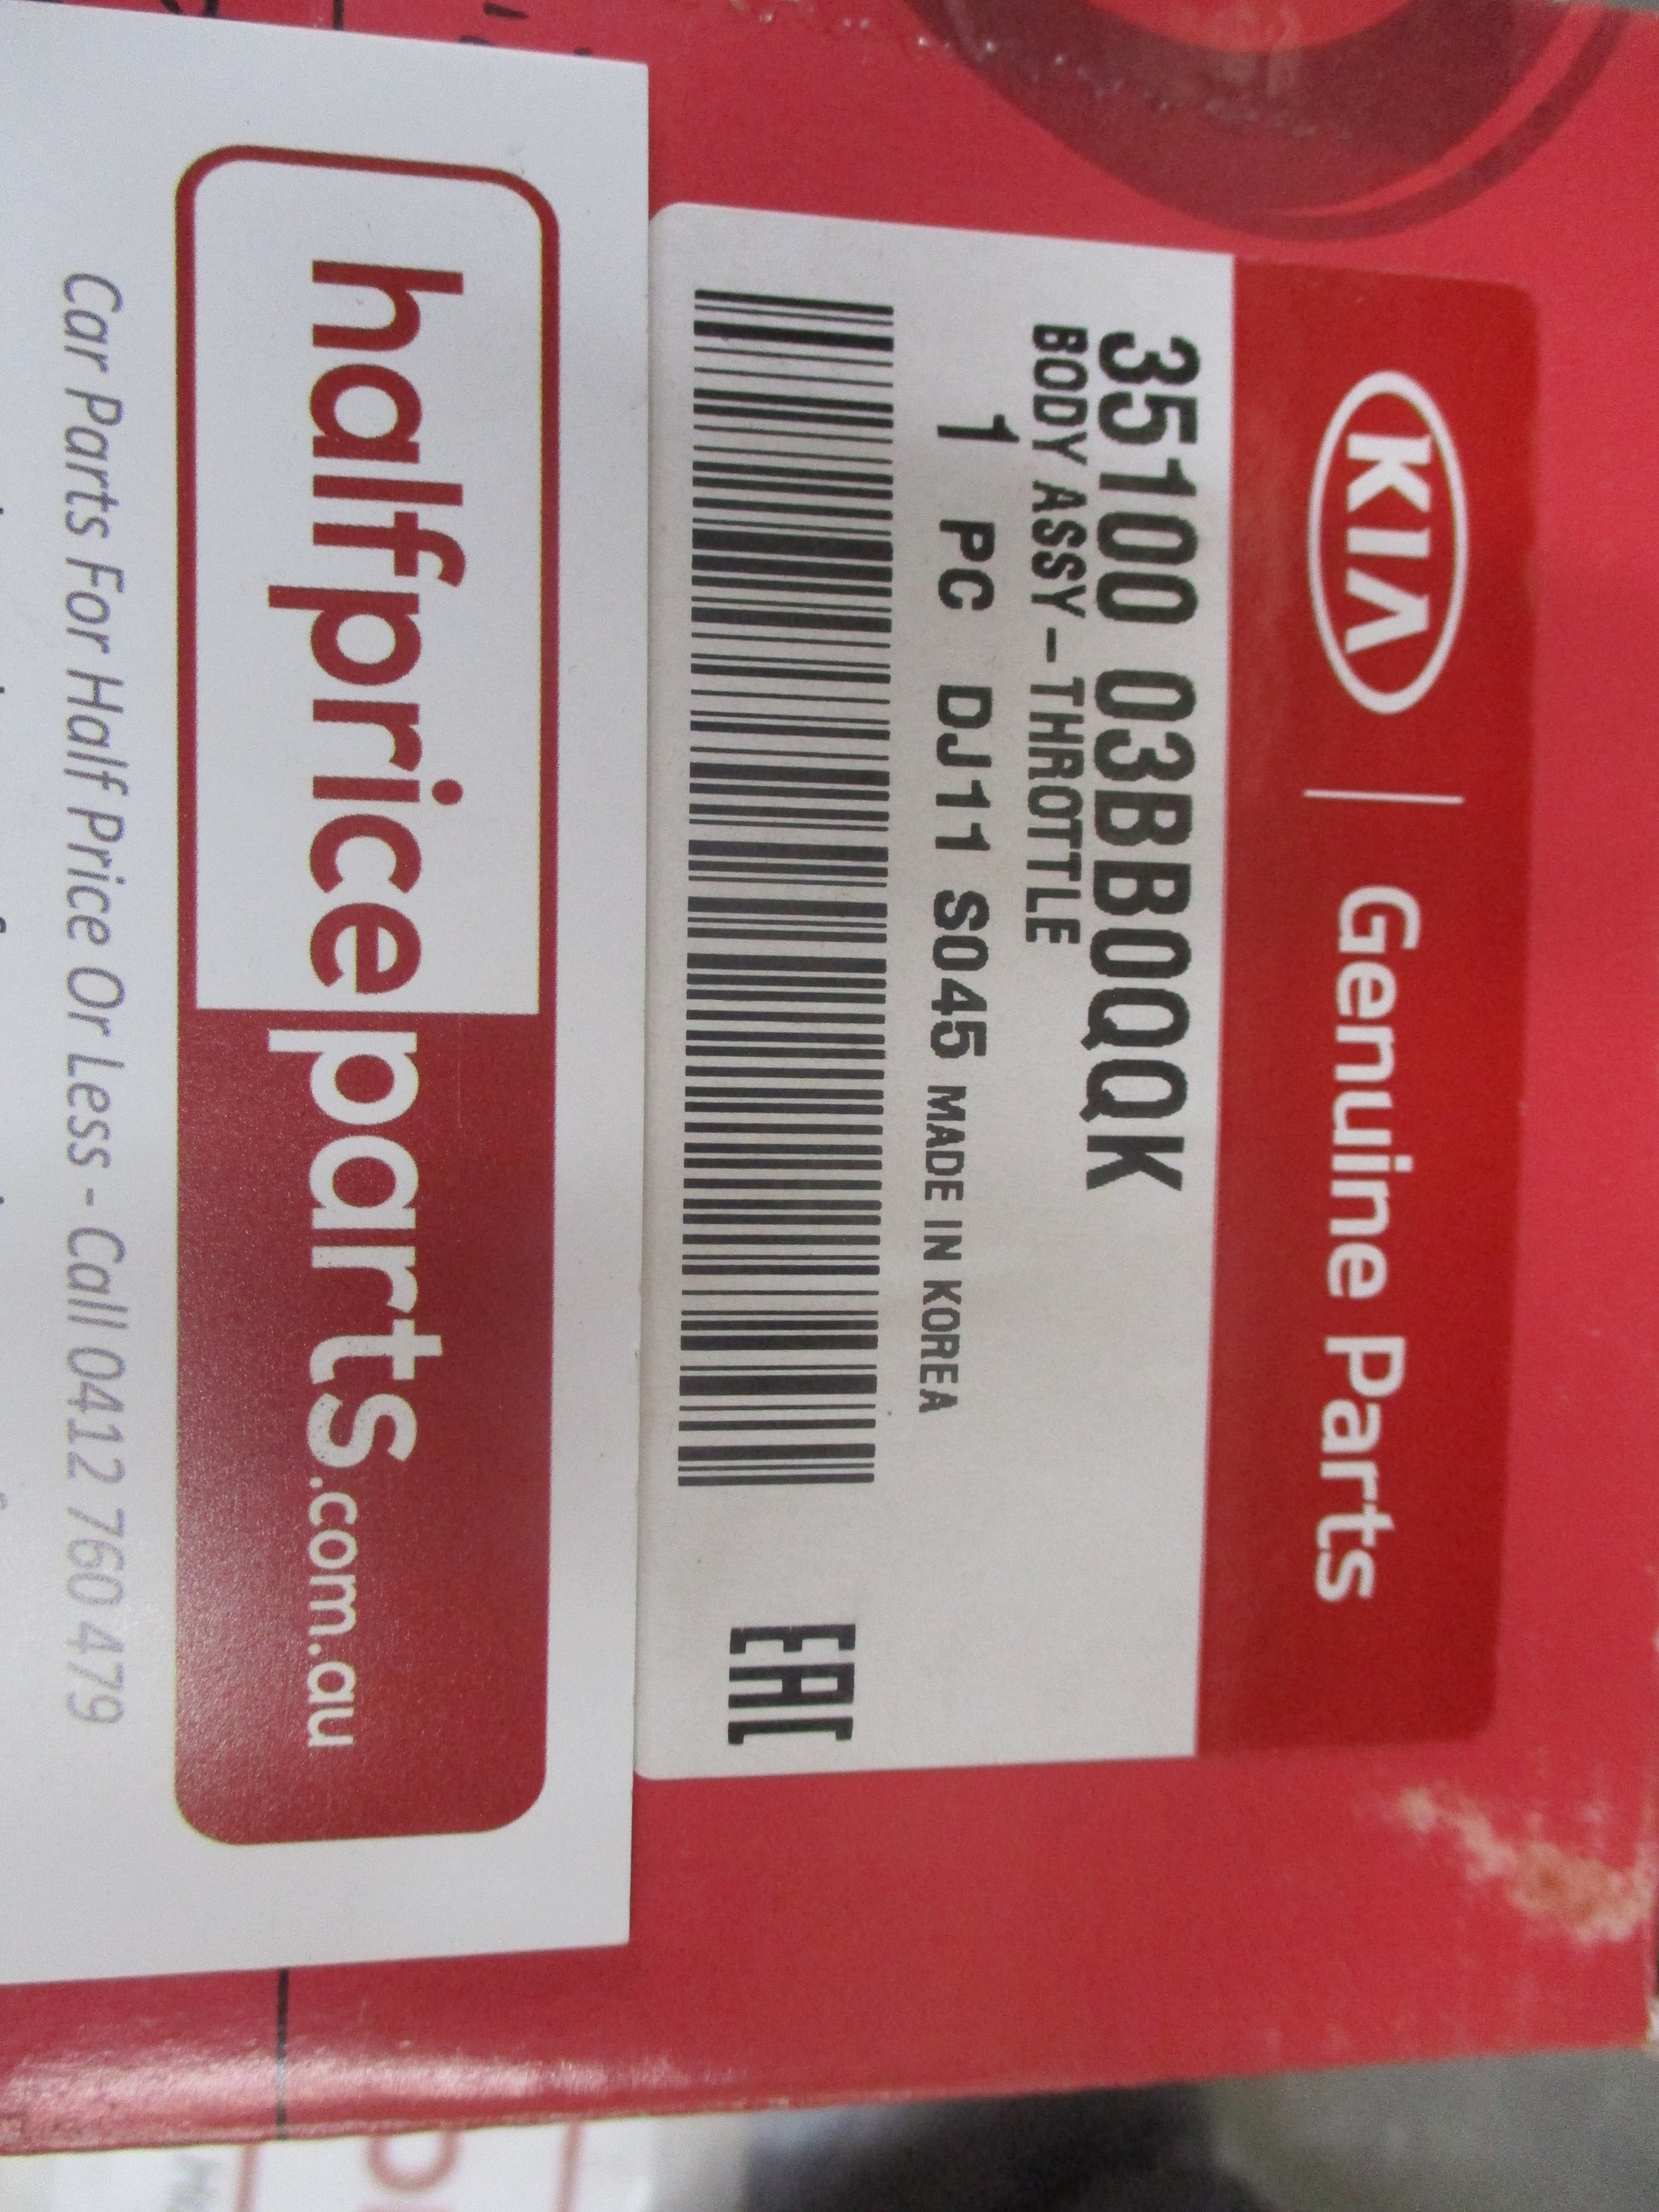 KIA | Genuine Parts
35100 03BB0QQK
BODY ASSY-THROTTLE
1 PC DJ11 S045 MADE IN KOREA
EAC
halfpriceparts.com.au
Car Parts For Half Price Or Less - Call 0412 760 479